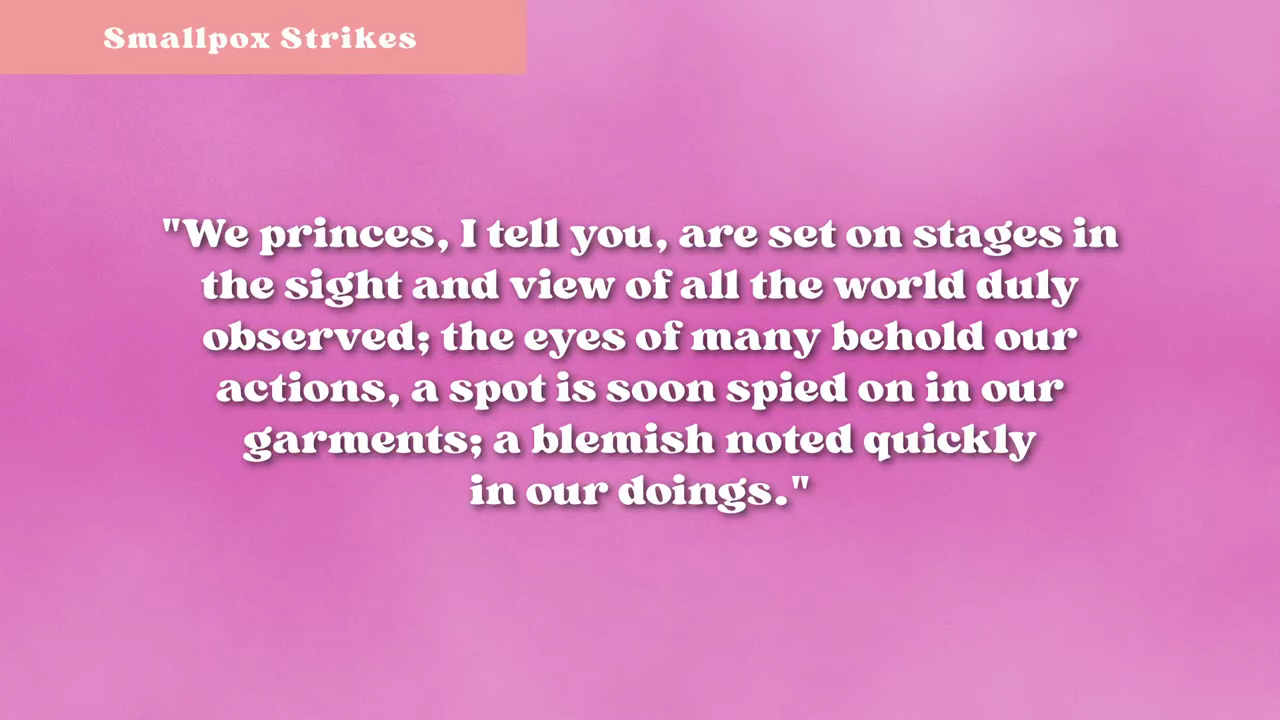 Smallpox Strikes
"We princes, I tell you, are set on stages in
the sight and view of all the world duly
observed; the eyes of many behold our
actions, a spot is soon spied on in our
garments; a blemish noted quickly
in our doings."